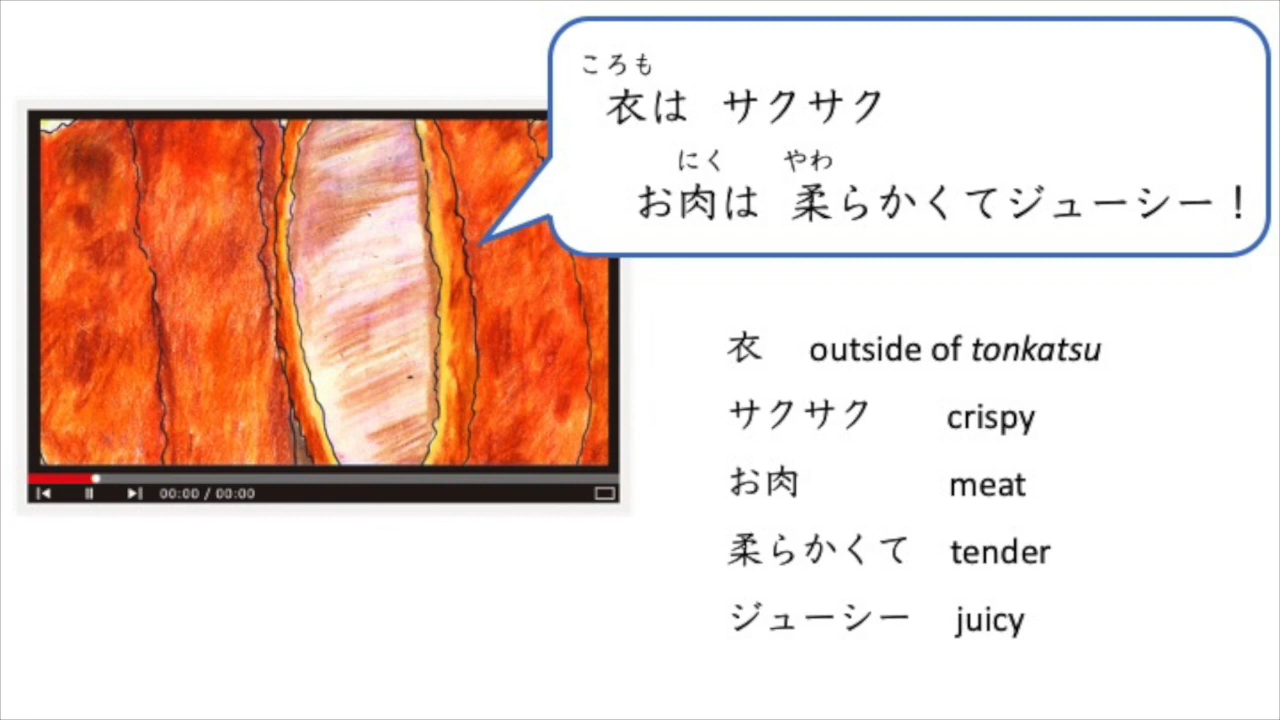 ころも
衣は サクサク
にく やわ
お肉は 柔らかくてジューシー！
00:00 / 00:00
衣 outside of tonkatsu
サクサク crispy
お肉 meat
柔らかくて tender
ジューシー juicy